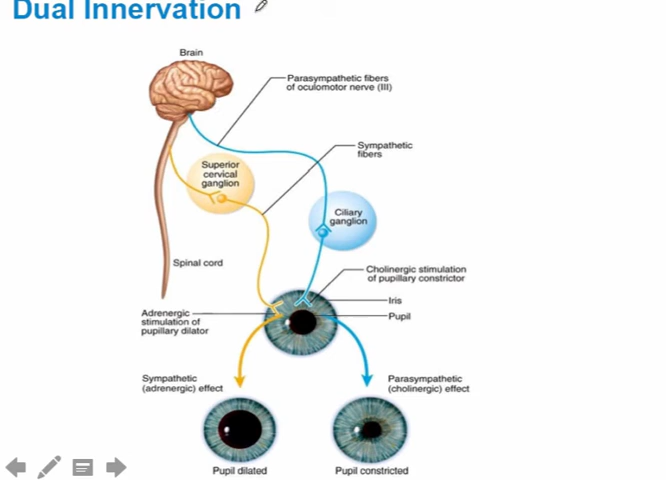 Dual Innervation
Brain
Parasympathetic fibers
of oculomotor nerve (III)
Sympathetic
fibers
Superior
cervical
ganglion
Ciliary
ganglion
Spinal cord
Cholinergic stimulation
of pupillary constrictor
Iris
Pupil
Adrenergic
stimulation of
pupillary dilator
Sympathetic
(adrenergic) effect
Parasympathetic
(cholinergic) effect
Pupil dilated
Pupil constricted